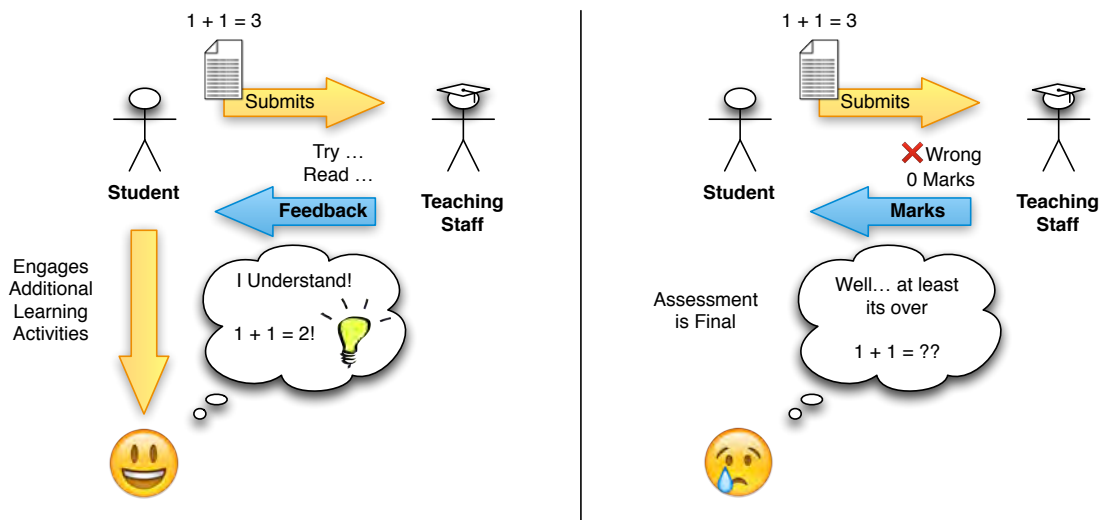 1 + 1 = 3
Submits
Try …
Read …
Student
Feedback
Teaching
Staff
Engages
Additional
Learning
Activities
I Understand!
1 + 1 = 2!
1 + 1 = 3
Submits
Wrong
0 Marks
Student
Marks
Teaching
Staff
Assessment
is Final
Well… at least
its over
1 + 1 = ??